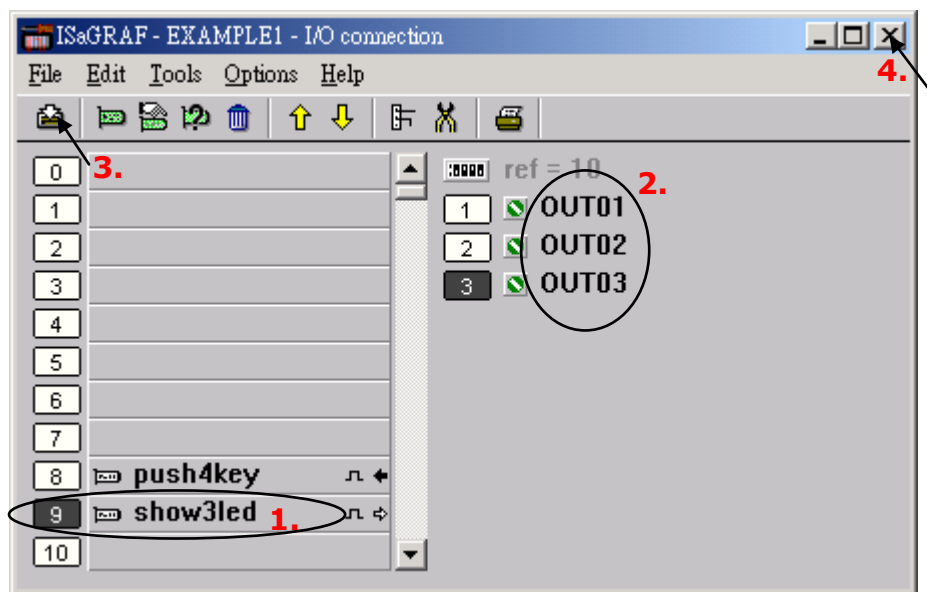 ISaGRAF - EXAMPLE1 - I/O connection
File Edit Tools Options Help
4.
3.
0
1
2
3
4
5
6
7
8 push4key
9 show3led 1.
10
ref = 10
2.
1 OUT01
2 OUT02
3 OUT03